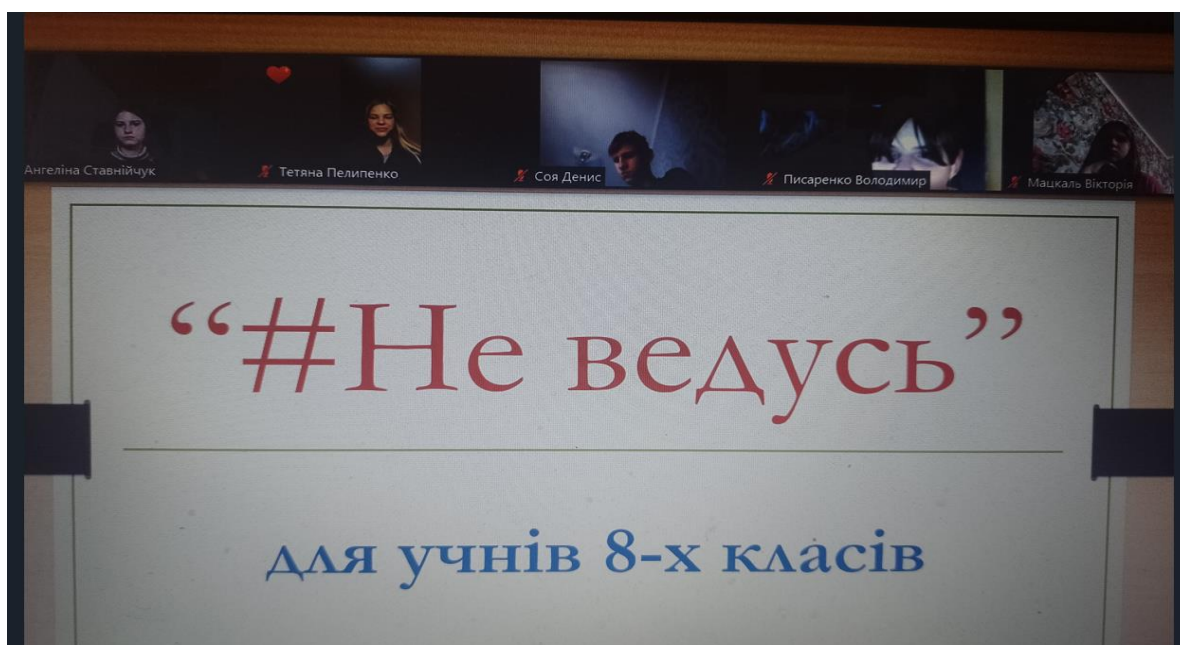 Ангеліна Ставнійчук
Тетяна Пелипенко
Соя Денис
Писаренко Володимир
Мацкаль Вікторія
“#Не ведусь”
для учнів 8-х класів